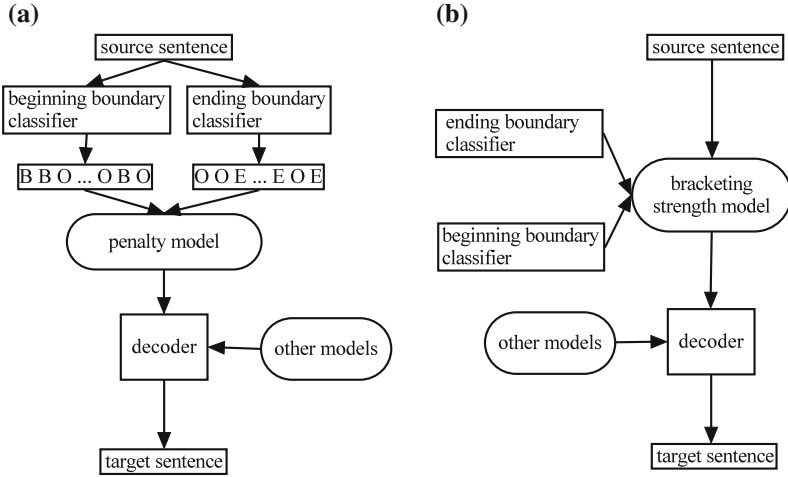 (a)
source sentence
beginning boundary
classifier
ending boundary
classifier
B B O ... O B O
O O E ... E O E
penalty model
decoder
other models
target sentence
(b)
source sentence
ending boundary
classifier
bracketing
strength model
beginning boundary
classifier
other models
decoder
target sentence